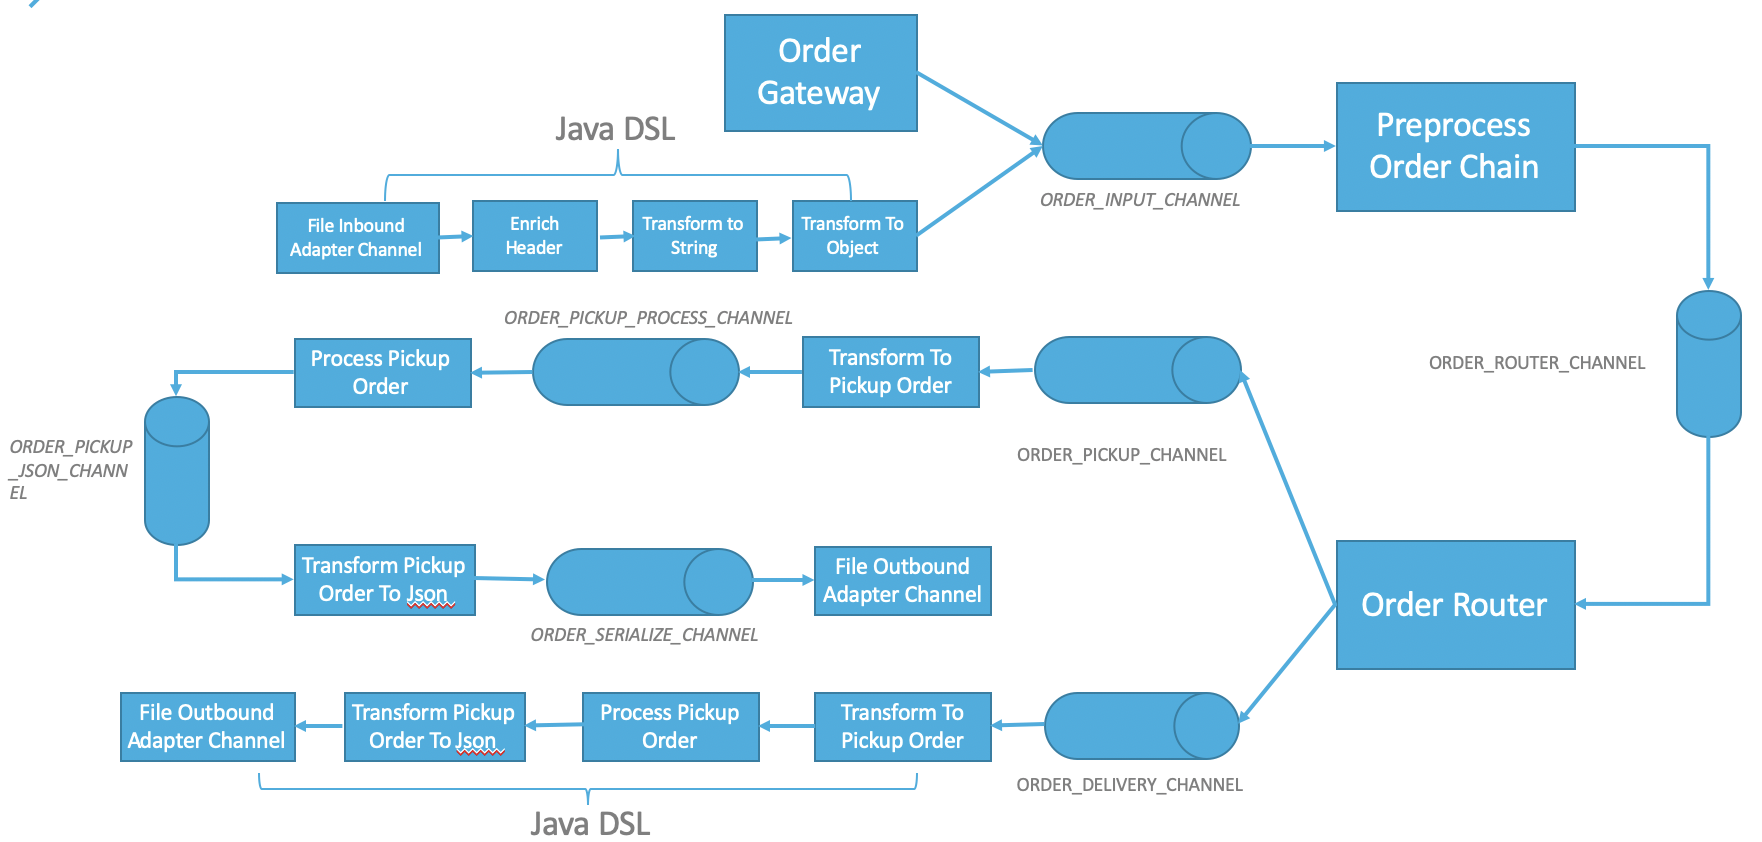 Order
Gateway
Java DSL
File Inbound
Adapter Channel
Enrich
Header
Transform to
String
Transform To
Object
ORDER_INPUT_CHANNEL
Preprocess
Order Chain
ORDER_ROUTER_CHANNEL
ORDER_PICKUP_PROCESS_CHANNEL
Process Pickup
Order
Transform To
Pickup Order
ORDER_PICKUP_CHANNEL
ORDER_PICKUP
_JSON_CHANN
EL
Transform Pickup
Order To Json
ORDER_SERIALIZE_CHANNEL
File Outbound
Adapter Channel
Order Router
File Outbound
Adapter Channel
Transform Pickup
Order To Json
Process Pickup
Order
Transform To
Pickup Order
ORDER_DELIVERY_CHANNEL
Java DSL